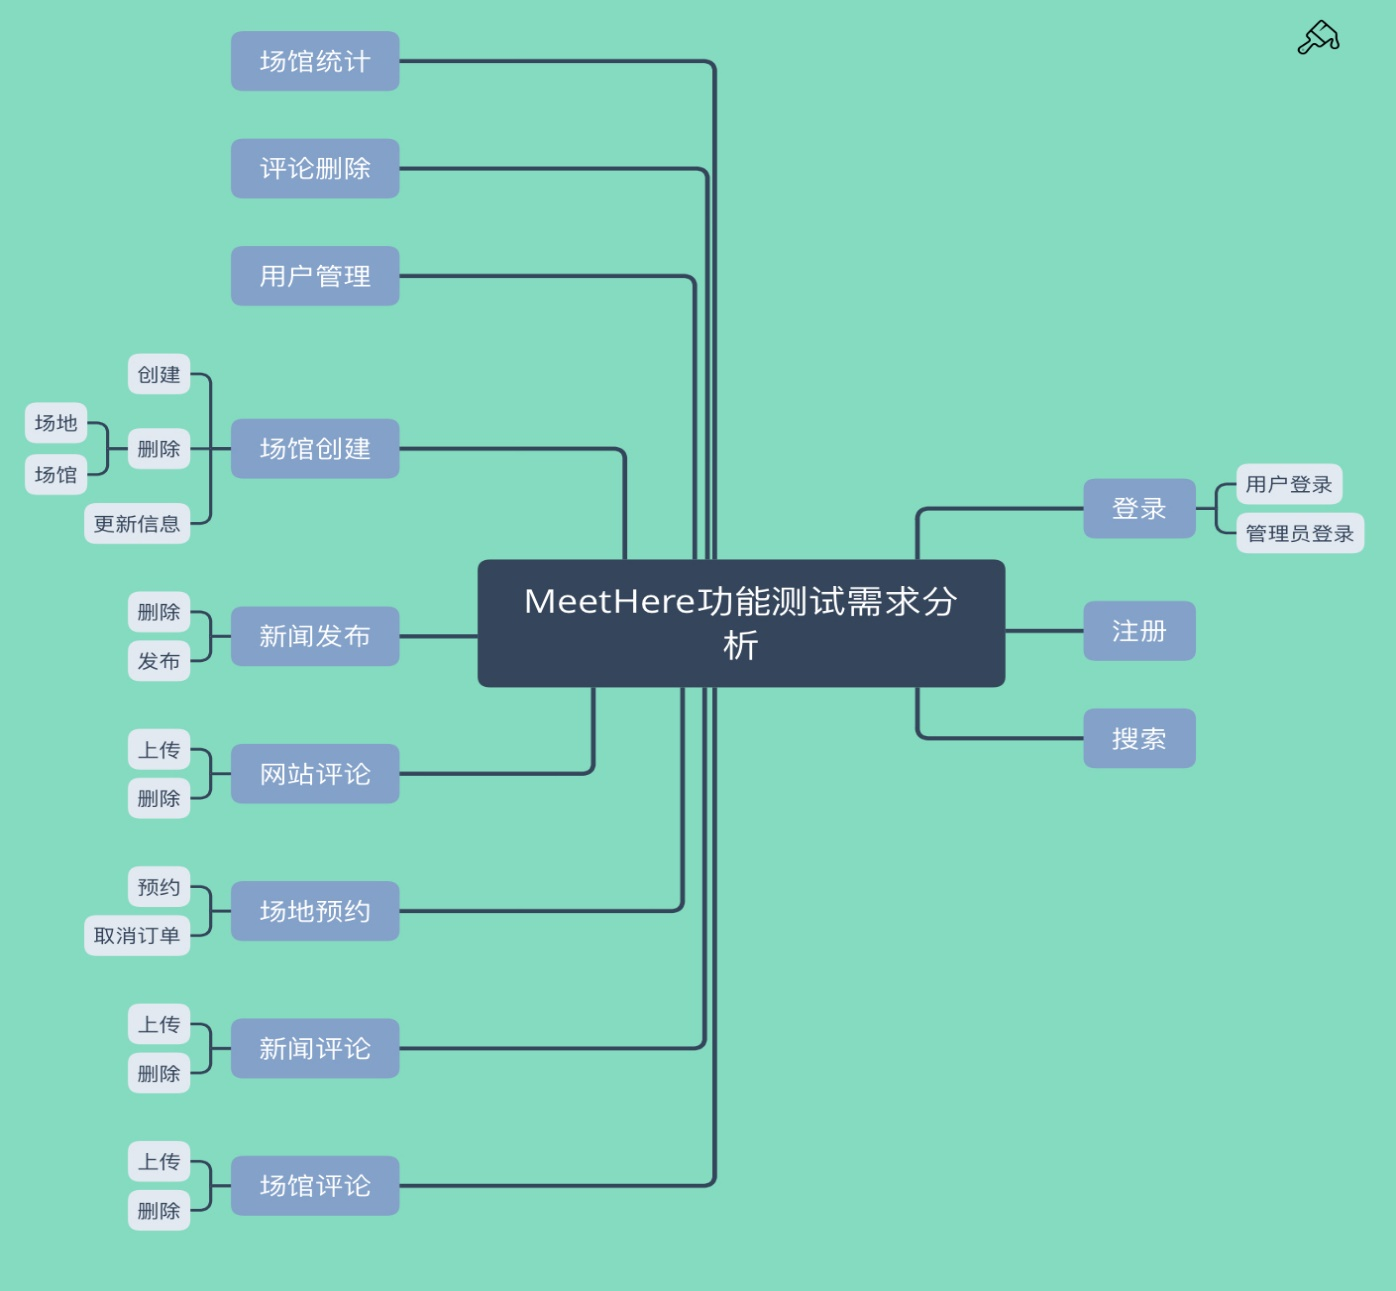 场馆统计
评论删除
用户管理
创建
场地
删除
场馆
更新信息
场馆创建
删除
发布
新闻发布
上传
删除
网站评论
预约
取消订单
场地预约
上传
删除
新闻评论
上传
删除
场馆评论
MeetHere功能测试需求分
析
登录
用户登录
管理员登录
注册
搜索